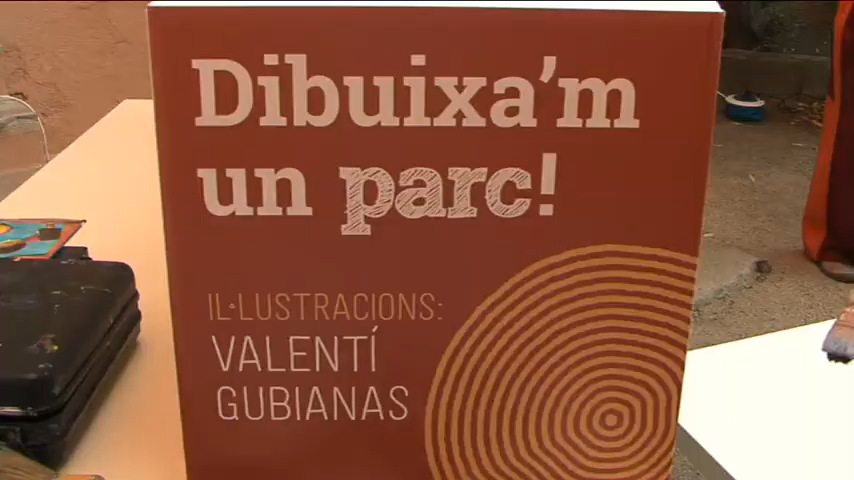 Dibuixa'm
un parc!
IL·LUSTRACIONS:
VALENTÍ
GUBIANAS